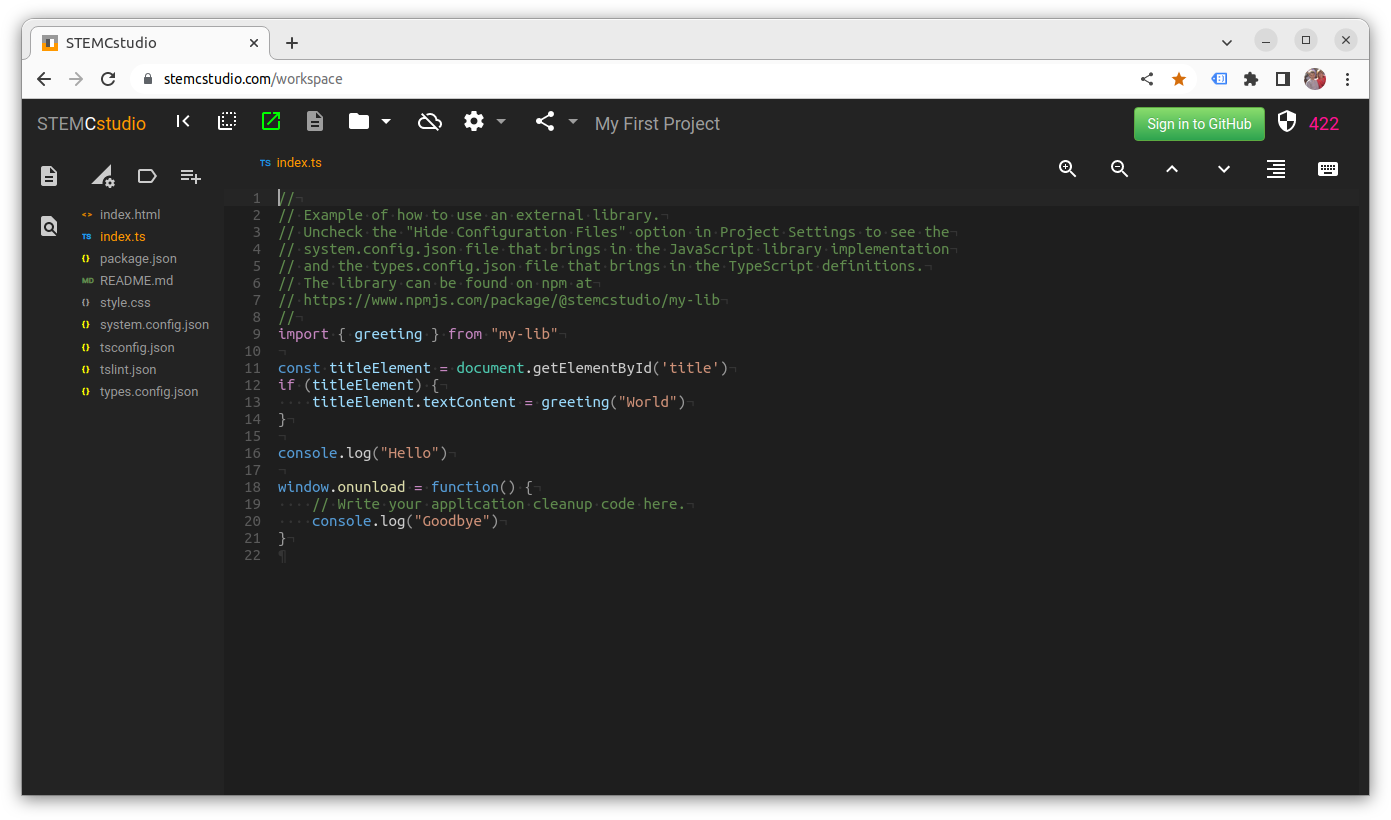 STEMCstudio
stemcstudio.com/workspace
STEMCstudio
My First Project
Sign in to GitHub
422
TS index.ts
<> index.html
TS index.ts
{} package.json
MD README.md
{} style.css
{} system.config.json
{} tsconfig.json
{} tslint.json
{} types.config.json
1 //
2 // Example of how to use an external library.
3 // Uncheck the "Hide Configuration Files" option in Project Settings to see the
4 // system.config.json file that brings in the JavaScript library implementation
5 // and the types.config.json file that brings in the TypeScript definitions.
6 // The library can be found on npm at
7 // https://www.npmjs.com/package/@stemcstudio/my-lib
8 //
9 import { greeting } from "my-lib"
10
11 const titleElement = document.getElementById('title')
12 if (titleElement) {
13     titleElement.textContent = greeting("World")
14 }
15
16 console.log("Hello")
17
18 window.onunload = function() {
19     // Write your application cleanup code here.
20     console.log("Goodbye")
21 }
22